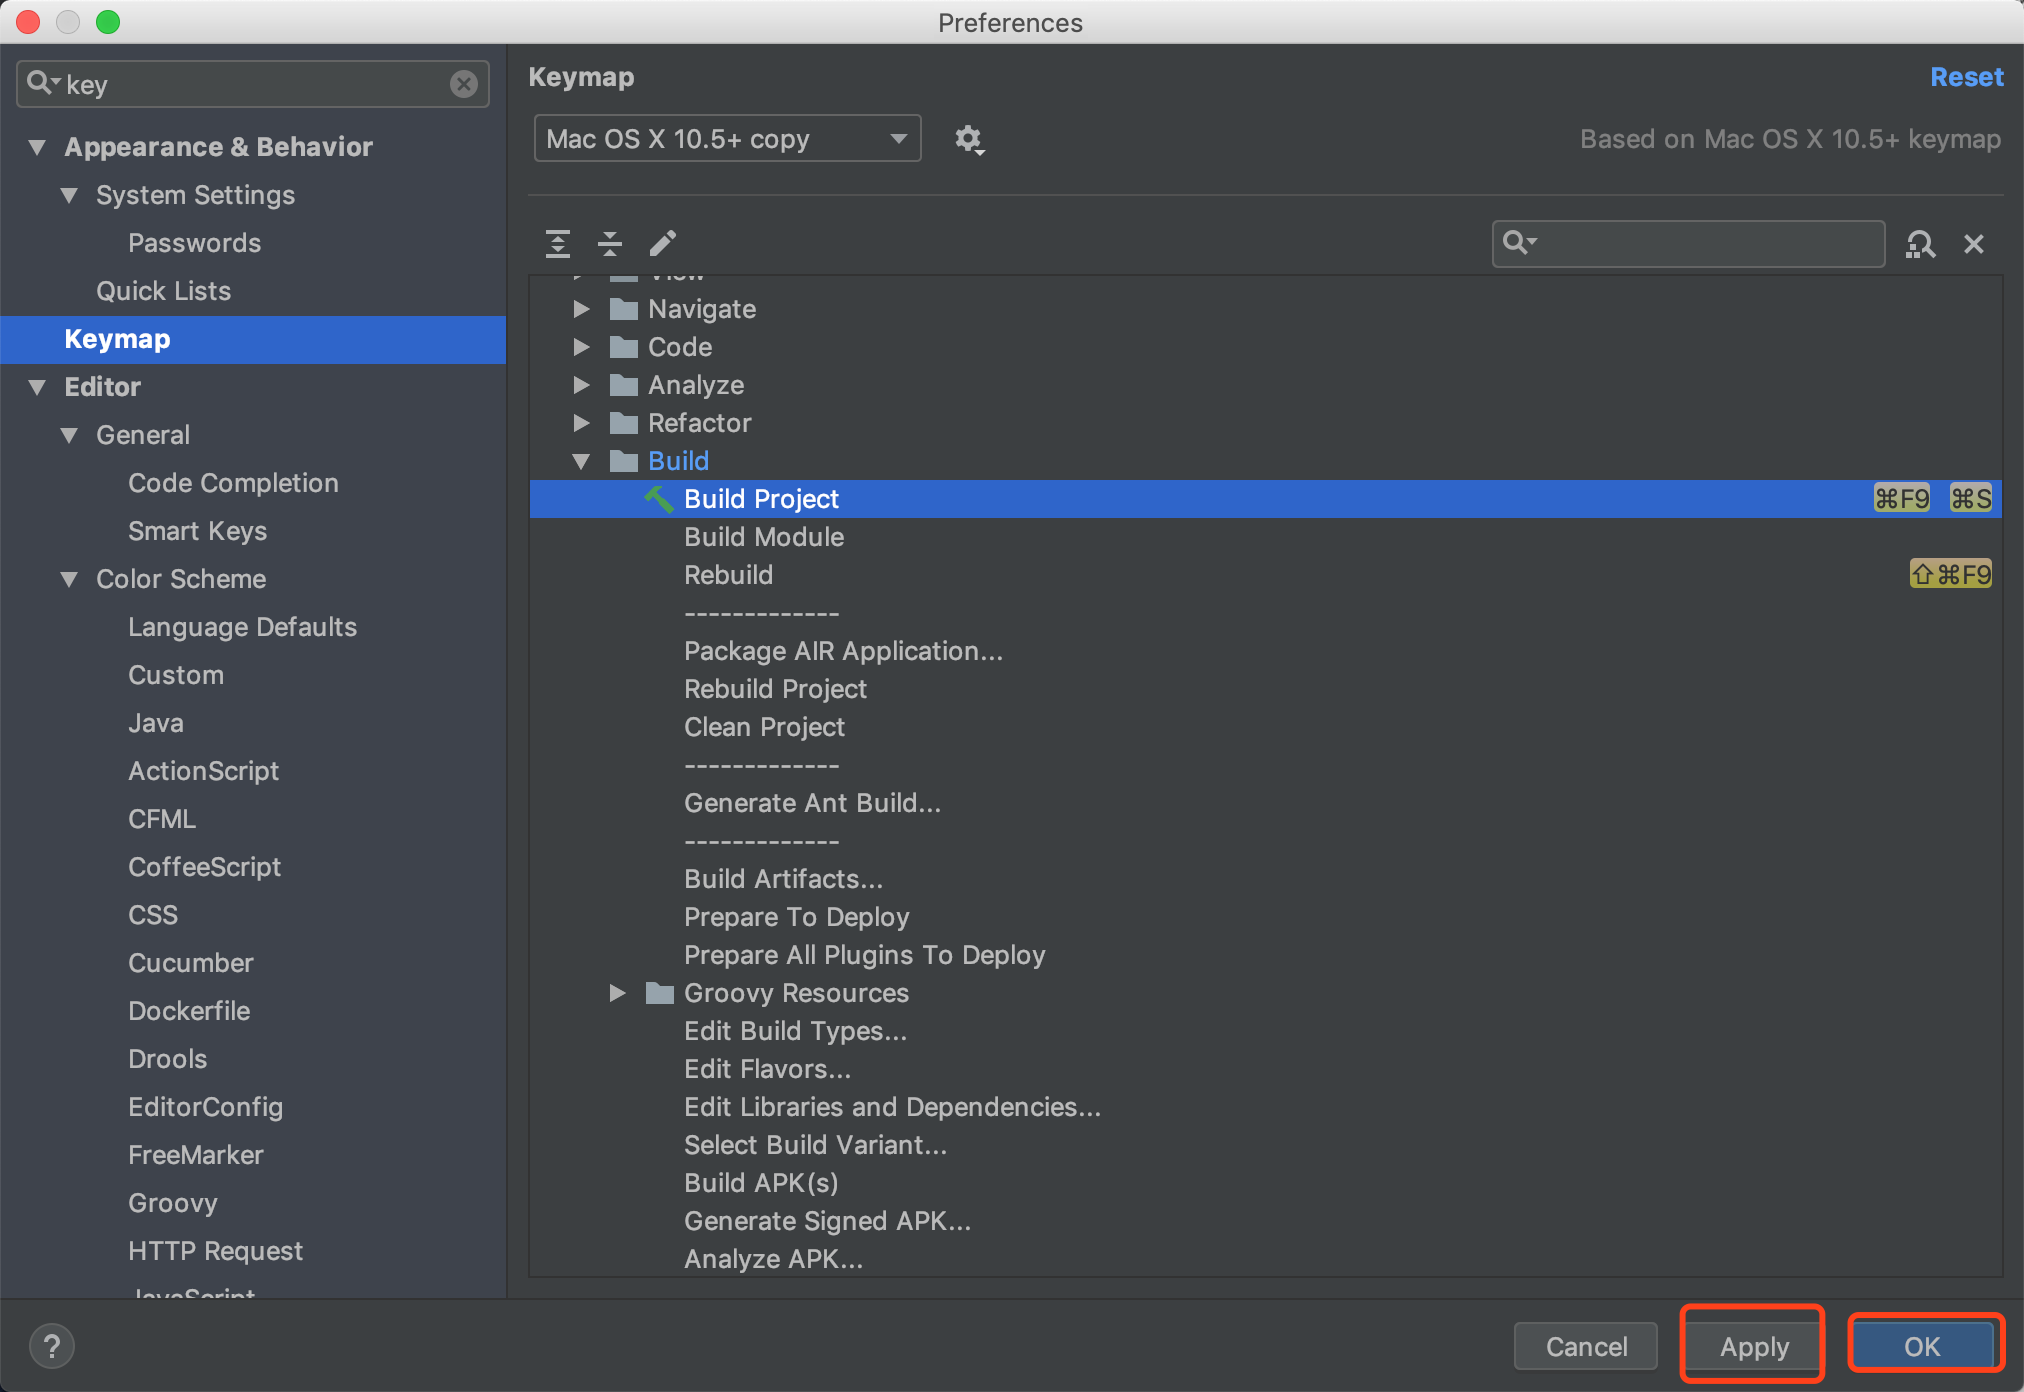 Preferences
key
Appearance & Behavior
System Settings
Passwords
Quick Lists
Keymap
Editor
General
Code Completion
Smart Keys
Color Scheme
Language Defaults
Custom
Java
ActionScript
CFML
CoffeeScript
CSS
Cucumber
Dockerfile
Drools
EditorConfig
FreeMarker
Groovy
HTTP Request
JavaScript
Keymap
Reset
Mac OS X 10.5+ copy
Based on Mac OS X 10.5+ keymap
View
Navigate
Code
Analyze
Refactor
Build
Build Project ⌘F9 ⌘S
Build Module
Rebuild ⇧⌘F9
-------------
Package AIR Application...
Rebuild Project
Clean Project
-------------
Generate Ant Build...
-------------
Build Artifacts...
Prepare To Deploy
Prepare All Plugins To Deploy
Groovy Resources
Edit Build Types...
Edit Flavors...
Edit Libraries and Dependencies...
Select Build Variant...
Build APK(s)
Generate Signed APK...
Analyze APK...
?
Cancel
Apply
OK